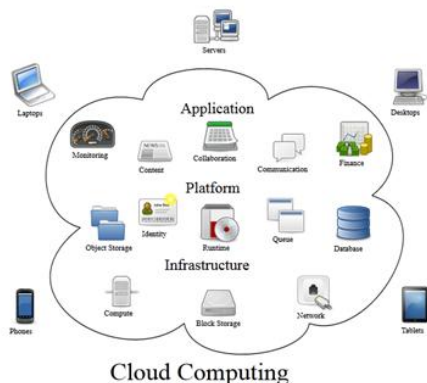 Servers
Laptops
Desktops
Application
Monitoring
Content
Collaboration
Communication
Finance
Platform
Object Storage
Identity
Runtime
Queue
Database
Infrastructure
Compute
Block Storage
Network
Phones
Tablets
Cloud Computing